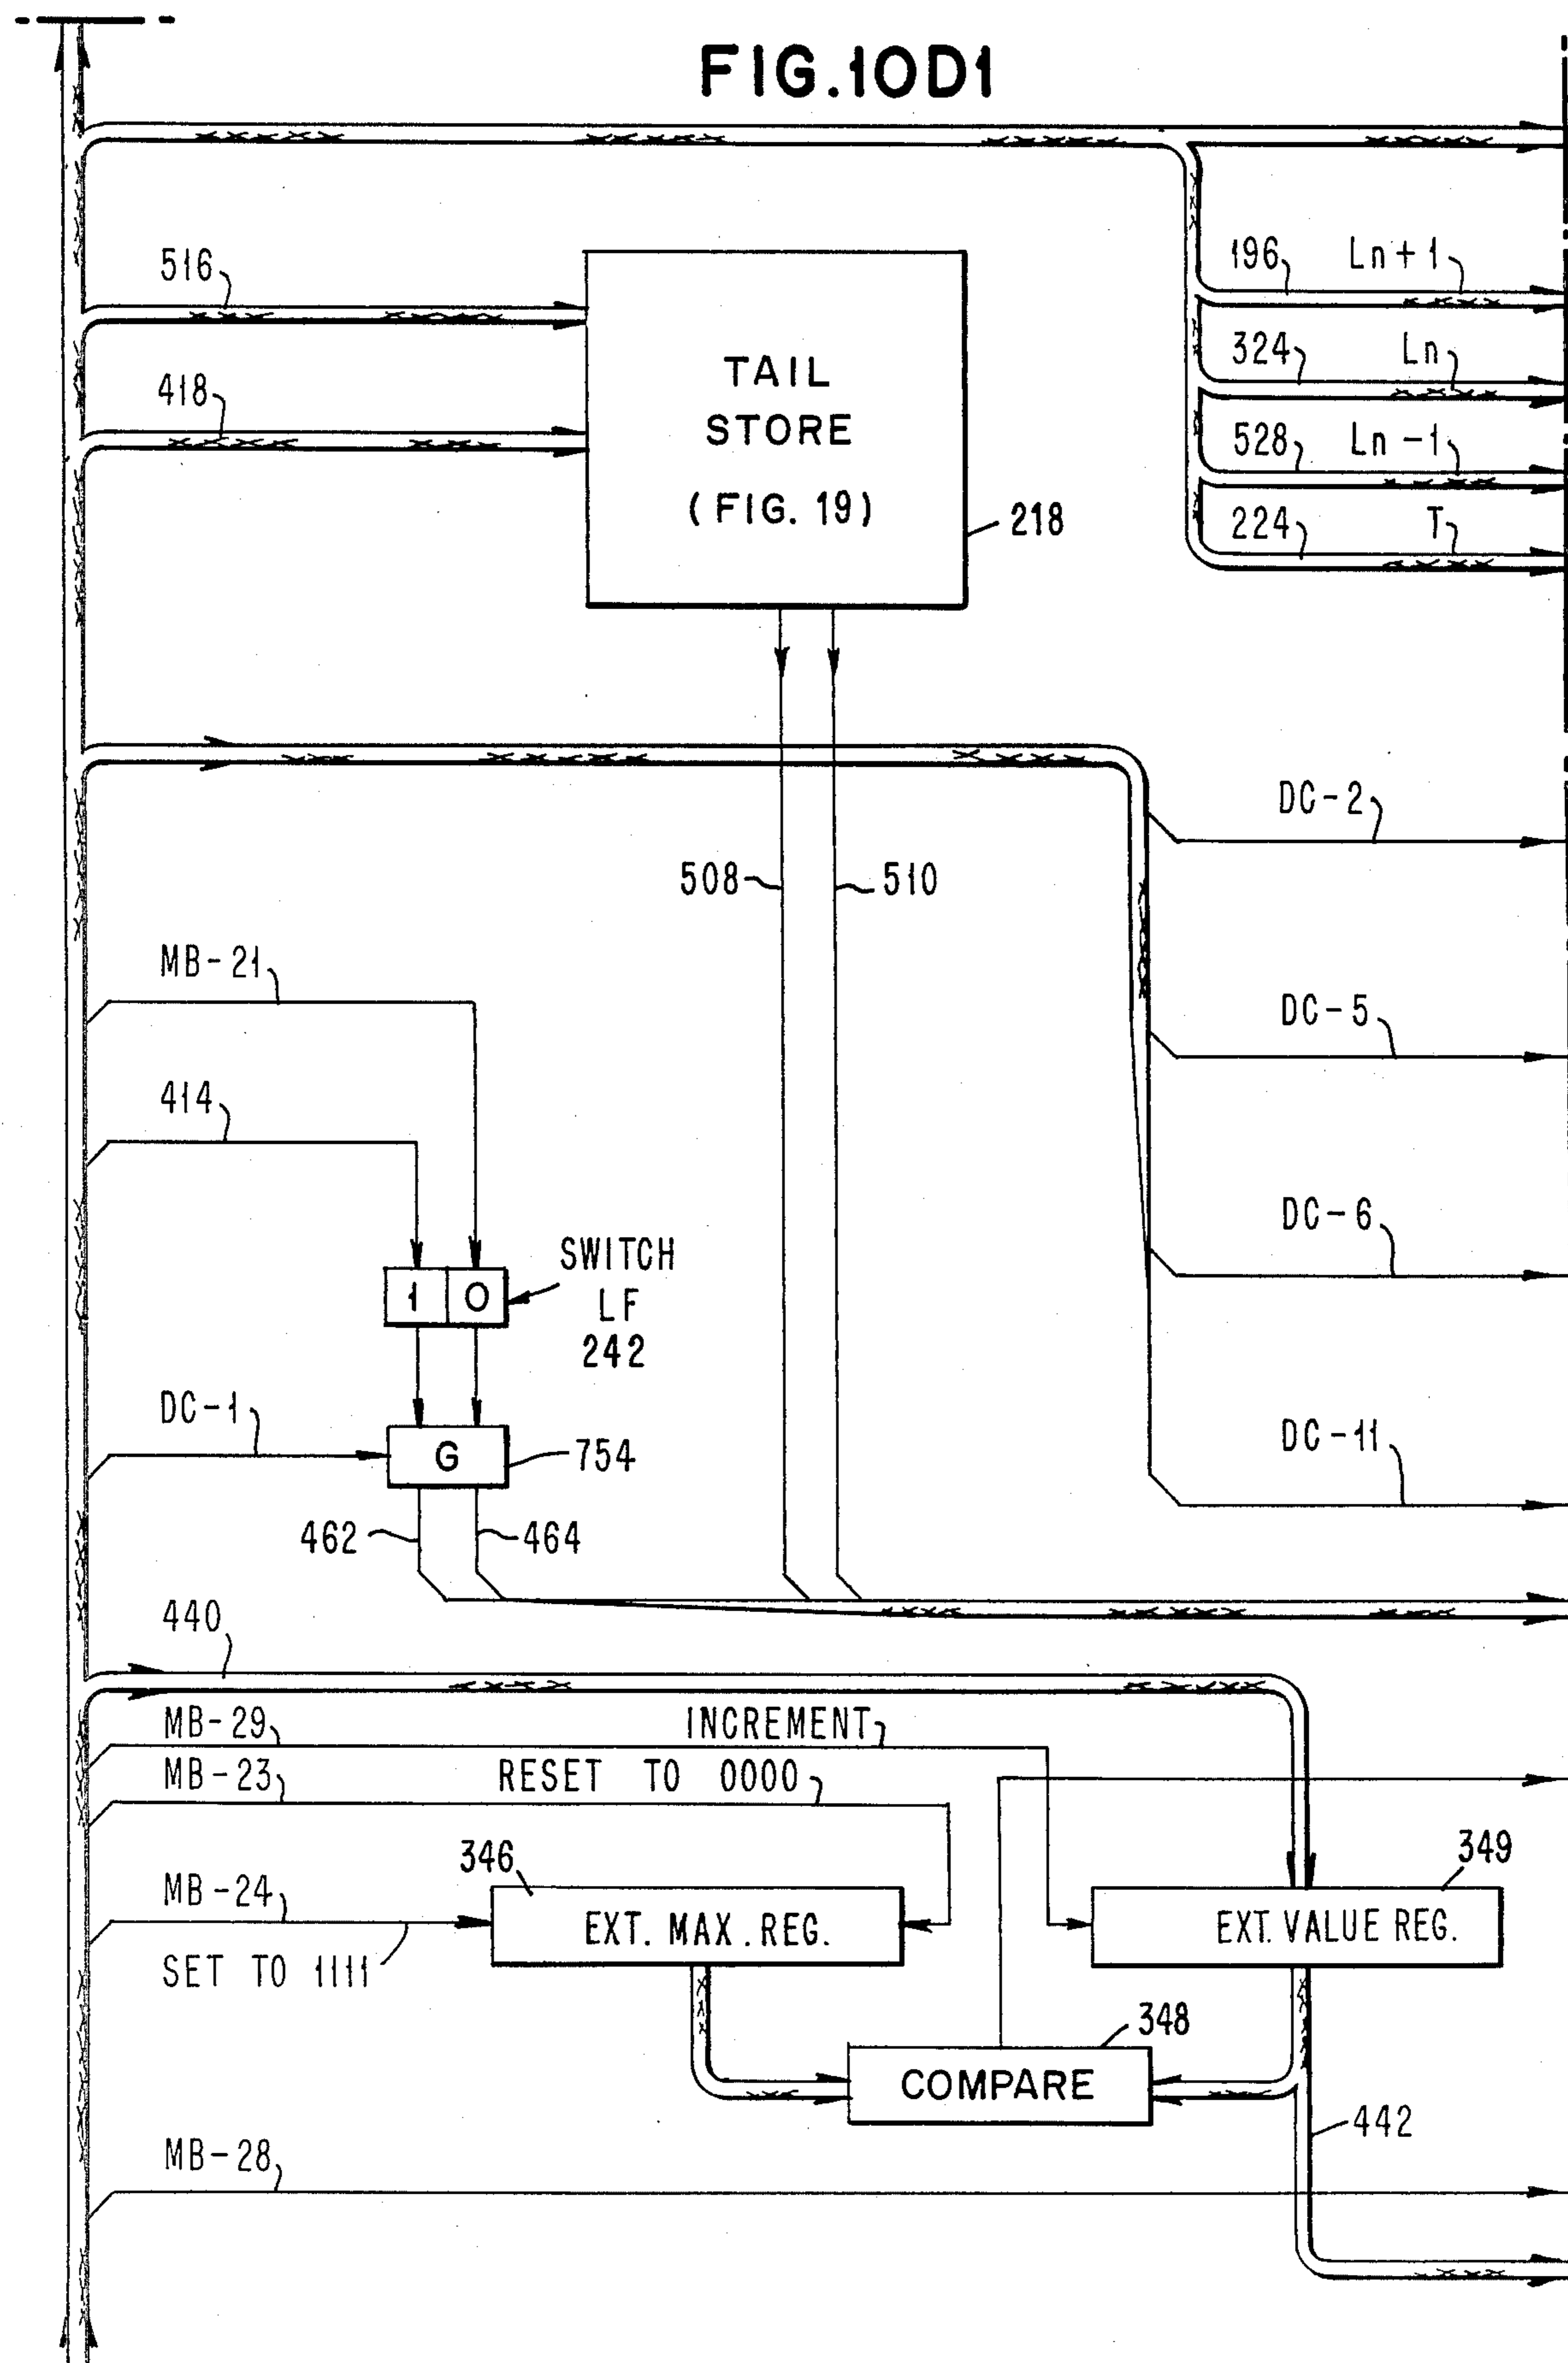 FIG.10D1
516
196 Ln+1
418
324 Ln
TAIL
STORE
(FIG. 19)
528 Ln-1
218
224 T
DC-2
508
510
MB-21
DC-5
414
DC-6
SWITCH
LF
242
1 0
DC-1
DC-11
G
754
462
464
440
MB-29
INCREMENT
MB-23
RESET TO 0000
346
349
MB-24
EXT. MAX. REG.
EXT. VALUE REG.
SET TO 1111
348
COMPARE
442
MB-28